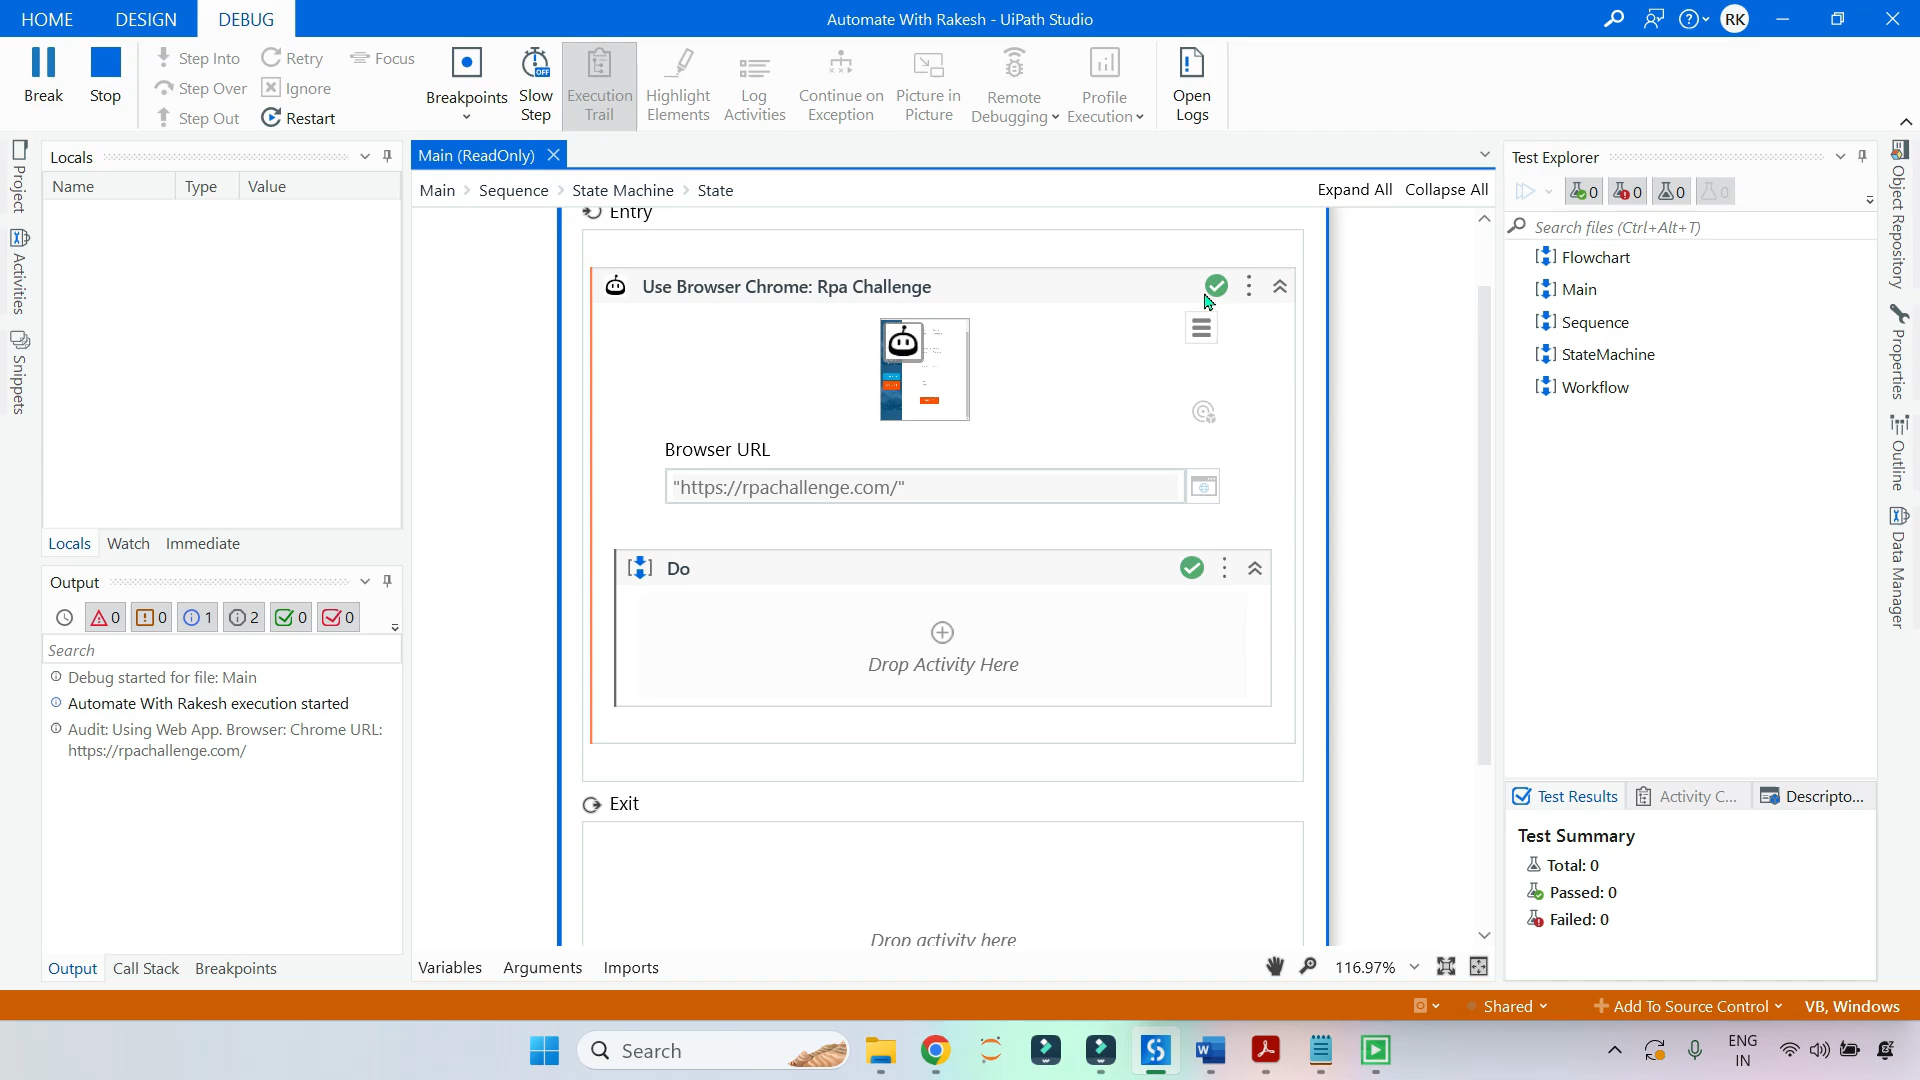 HOME
DESIGN
DEBUG
Automate With Rakesh - UiPath Studio
RK
Break
Stop
Step Into
Step Over
Step Out
Retry
Ignore
Restart
Focus
Breakpoints
Slow
Step
OFF
Execution
Trail
Highlight
Elements
Log
Activities
Continue on
Exception
Picture in
Picture
Remote
Debugging
Profile
Execution
Open
Logs
Project
Activities
Snippets
Locals
Name
Type
Value
Locals
Watch
Immediate
Output
0
0
1
2
0
0
Search
Debug started for file: Main
Automate With Rakesh execution started
Audit: Using Web App. Browser: Chrome URL:
https://rpachallenge.com/
Output
Call Stack
Breakpoints
Main (ReadOnly)
Main
Sequence
State Machine
State
Expand All
Collapse All
Entry
Use Browser Chrome: Rpa Challenge
Browser URL
"https://rpachallenge.com/"
Do
Drop Activity Here
Exit
Drop activity here
Variables
Arguments
Imports
116.97%
Test Explorer
0
0
0
0
Search files (Ctrl+Alt+T)
Flowchart
Main
Sequence
StateMachine
Workflow
Test Results
Activity C...
Descripto...
Test Summary
Total: 0
Passed: 0
Failed: 0
Object Repository
Properties
Outline
Data Manager
Shared
Add To Source Control
VB, Windows
Search
ENG
IN